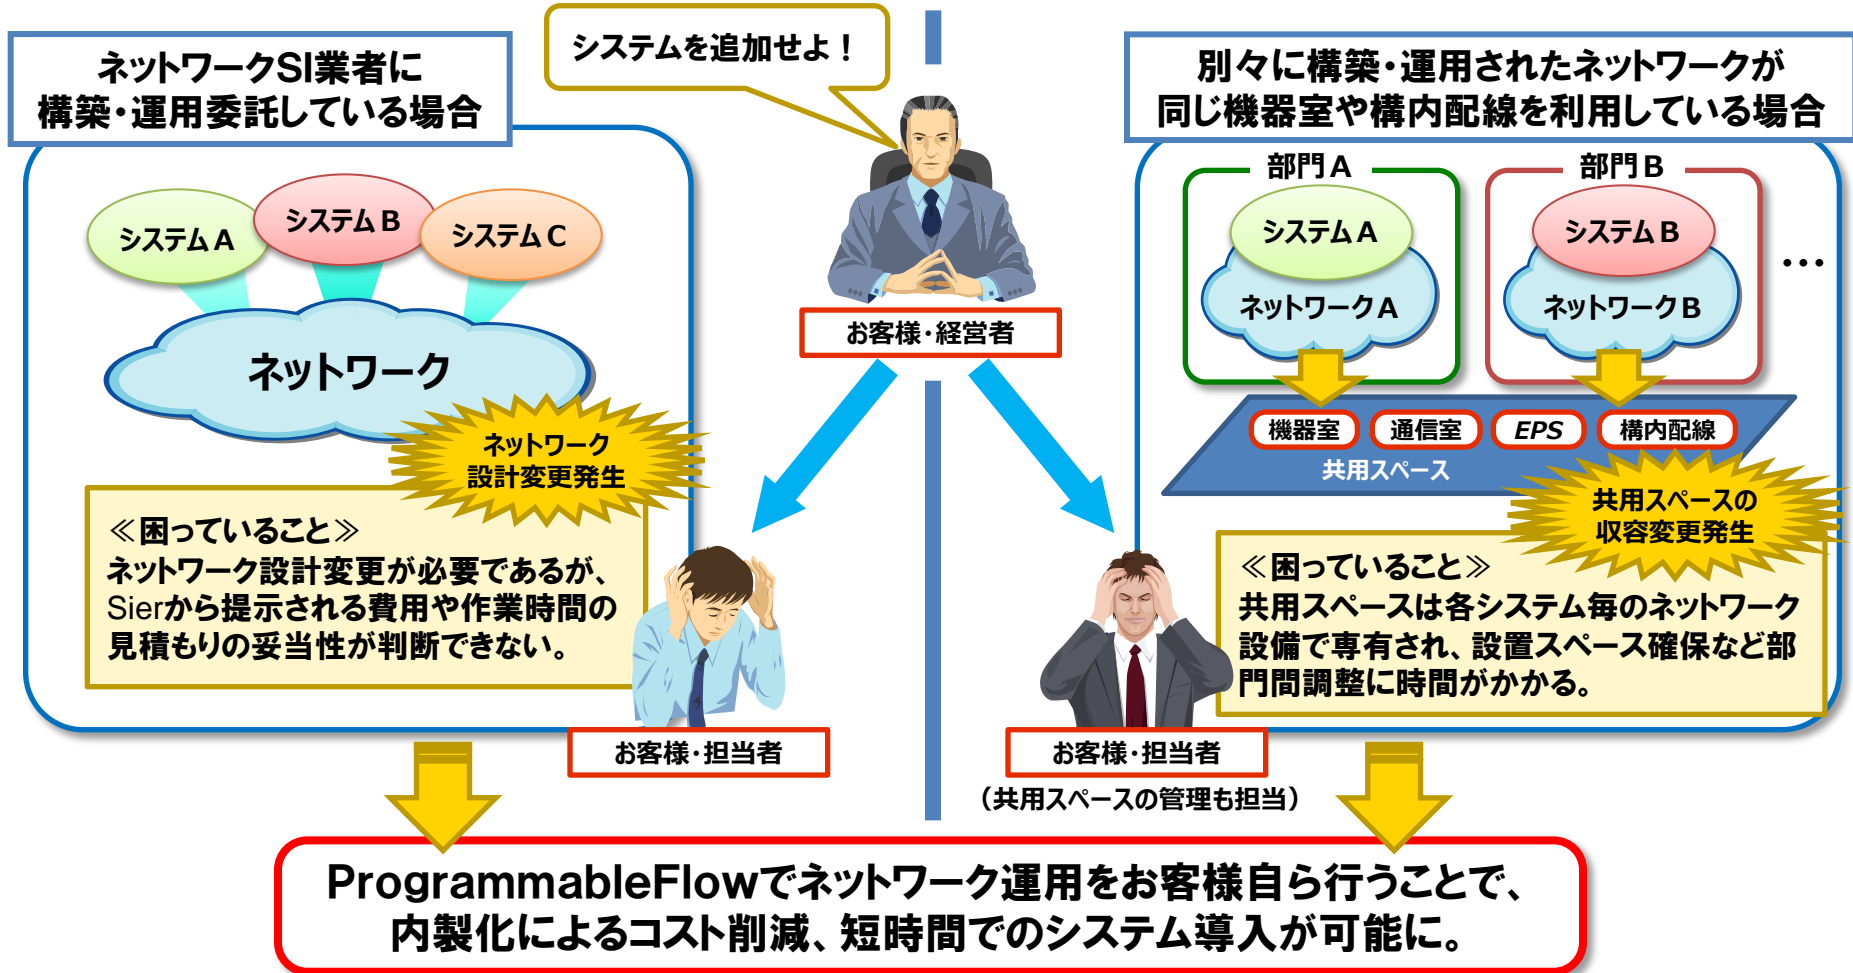 システムを追加せよ！
ネットワークSI業者に
構築・運用委託している場合
システムA
システムB
システムC
ネットワーク
ネットワーク
設計変更発生
≪困っていること≫
ネットワーク設計変更が必要であるが、
Sierから提示される費用や作業時間の
見積もりの妥当性が判断できない。
お客様・経営者
お客様・担当者
別々に構築・運用されたネットワークが
同じ機器室や構内配線を利用している場合
部門A
システムA
ネットワークA
部門B
システムB
ネットワークB
…
機器室
通信室
EPS
構内配線
共用スペース
共用スペースの
収容変更発生
≪困っていること≫
共用スペースは各システム毎のネットワーク
設備で専有され、設置スペース確保など部
門間調整に時間がかかる。
お客様・担当者
（共用スペースの管理も担当）
ProgrammableFlowでネットワーク運用をお客様自ら行うことで、
内製化によるコスト削減、短時間でのシステム導入が可能に。